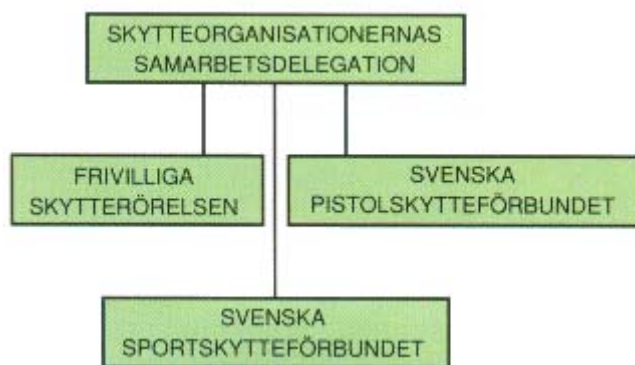 SKYTTEORGANISATIONERNAS
SAMARBETSDELEGATION
FRIVILLIGA
SKYTTERÖRELSEN
SVENSKA
PISTOLSKYTTEFÖRBUNDET
SVENSKA
SPORTSKYTTEFÖRBUNDET